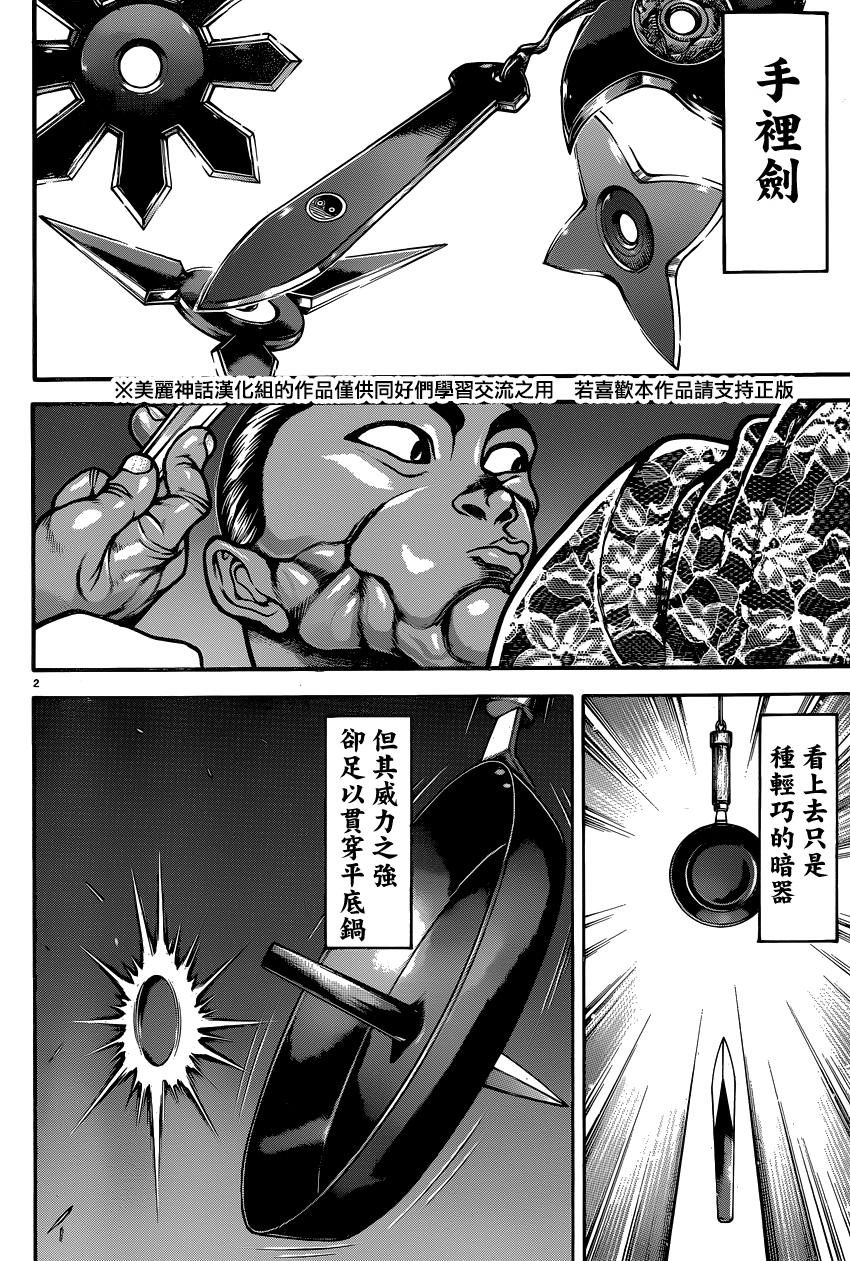 手裡劍
※美麗神話漢化組的作品僅供同好們學習交流之用　若喜歡本作品請支持正版
2
看上去只是
種輕巧的暗器
但其威力之強
卻足以貫穿平底鍋